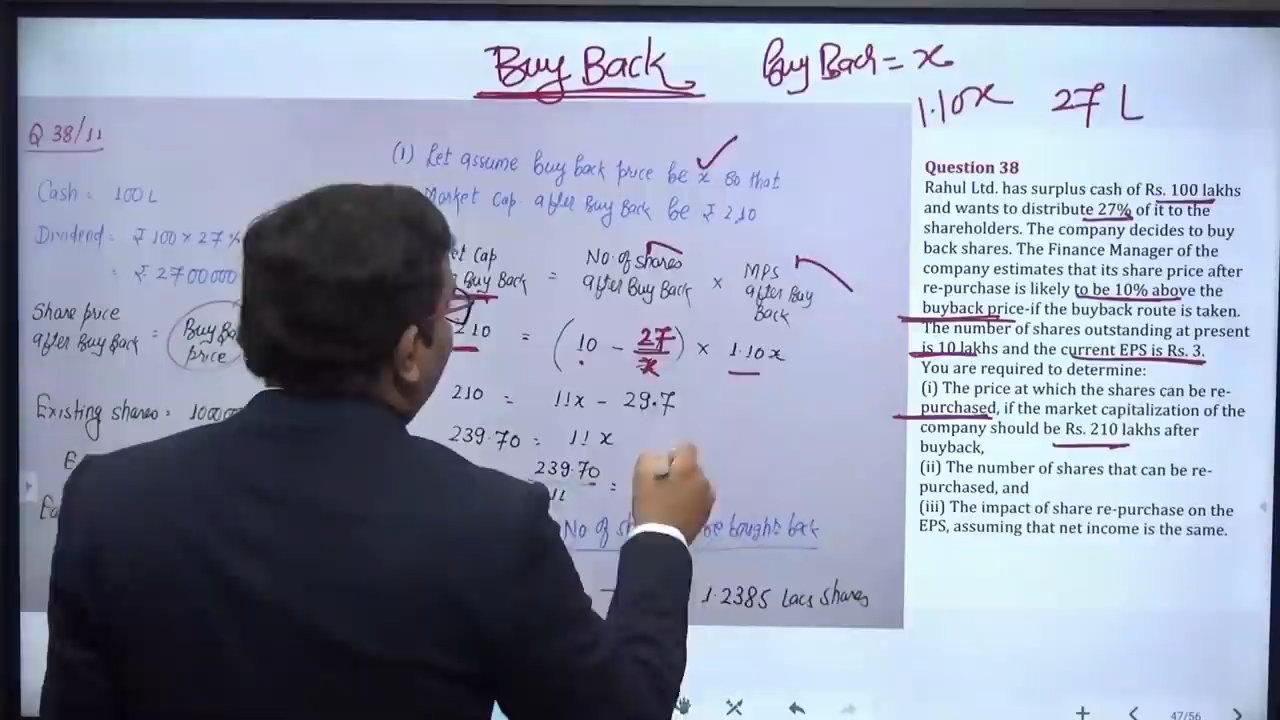 Buy Back
Buy Back = x
1.10x 27 L
Q 38/11
Cash = 100L
Dividend = ₹100 × 27%
= ₹ 2700000
Share price
after Buy Back =
price
Existing shares = 10000
(1) Let assume buy back price be x so that
Market Cap. after Buy Back be ₹ 210
Cap
Buy Back = No. of shares after Buy Back × MPS after Buy Back
210 = (10 - 27/x) × 1.10x
210 = 11x - 29.7
239.70 = 11x
239.70
11 =
No of be bought back
1.2385 Lacs shares
Question 38
Rahul Ltd. has surplus cash of Rs. 100 lakhs
and wants to distribute 27% of it to the
shareholders. The company decides to buy
back shares. The Finance Manager of the
company estimates that its share price after
re-purchase is likely to be 10% above the
buyback price-if the buyback route is taken.
The number of shares outstanding at present
is 10 lakhs and the current EPS is Rs. 3.
You are required to determine:
(i) The price at which the shares can be re-
purchased, if the market capitalization of the
company should be Rs. 210 lakhs after
buyback,
(ii) The number of shares that can be re-
purchased, and
(iii) The impact of share re-purchase on the
EPS, assuming that net income is the same.
47/56